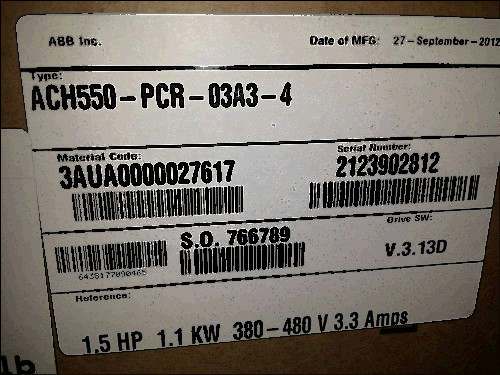 ABB Inc.
Date of MFG: 27-September-2012
Type:
ACH550-PCR-03A3-4
Material Code:
3AUA0000027617
Serial Number:
2123902812
S.O. 766789
Drive SW:
V.3.13D
Reference:
1.5 HP 1.1 KW 380-480 V 3.3 Amps
lb